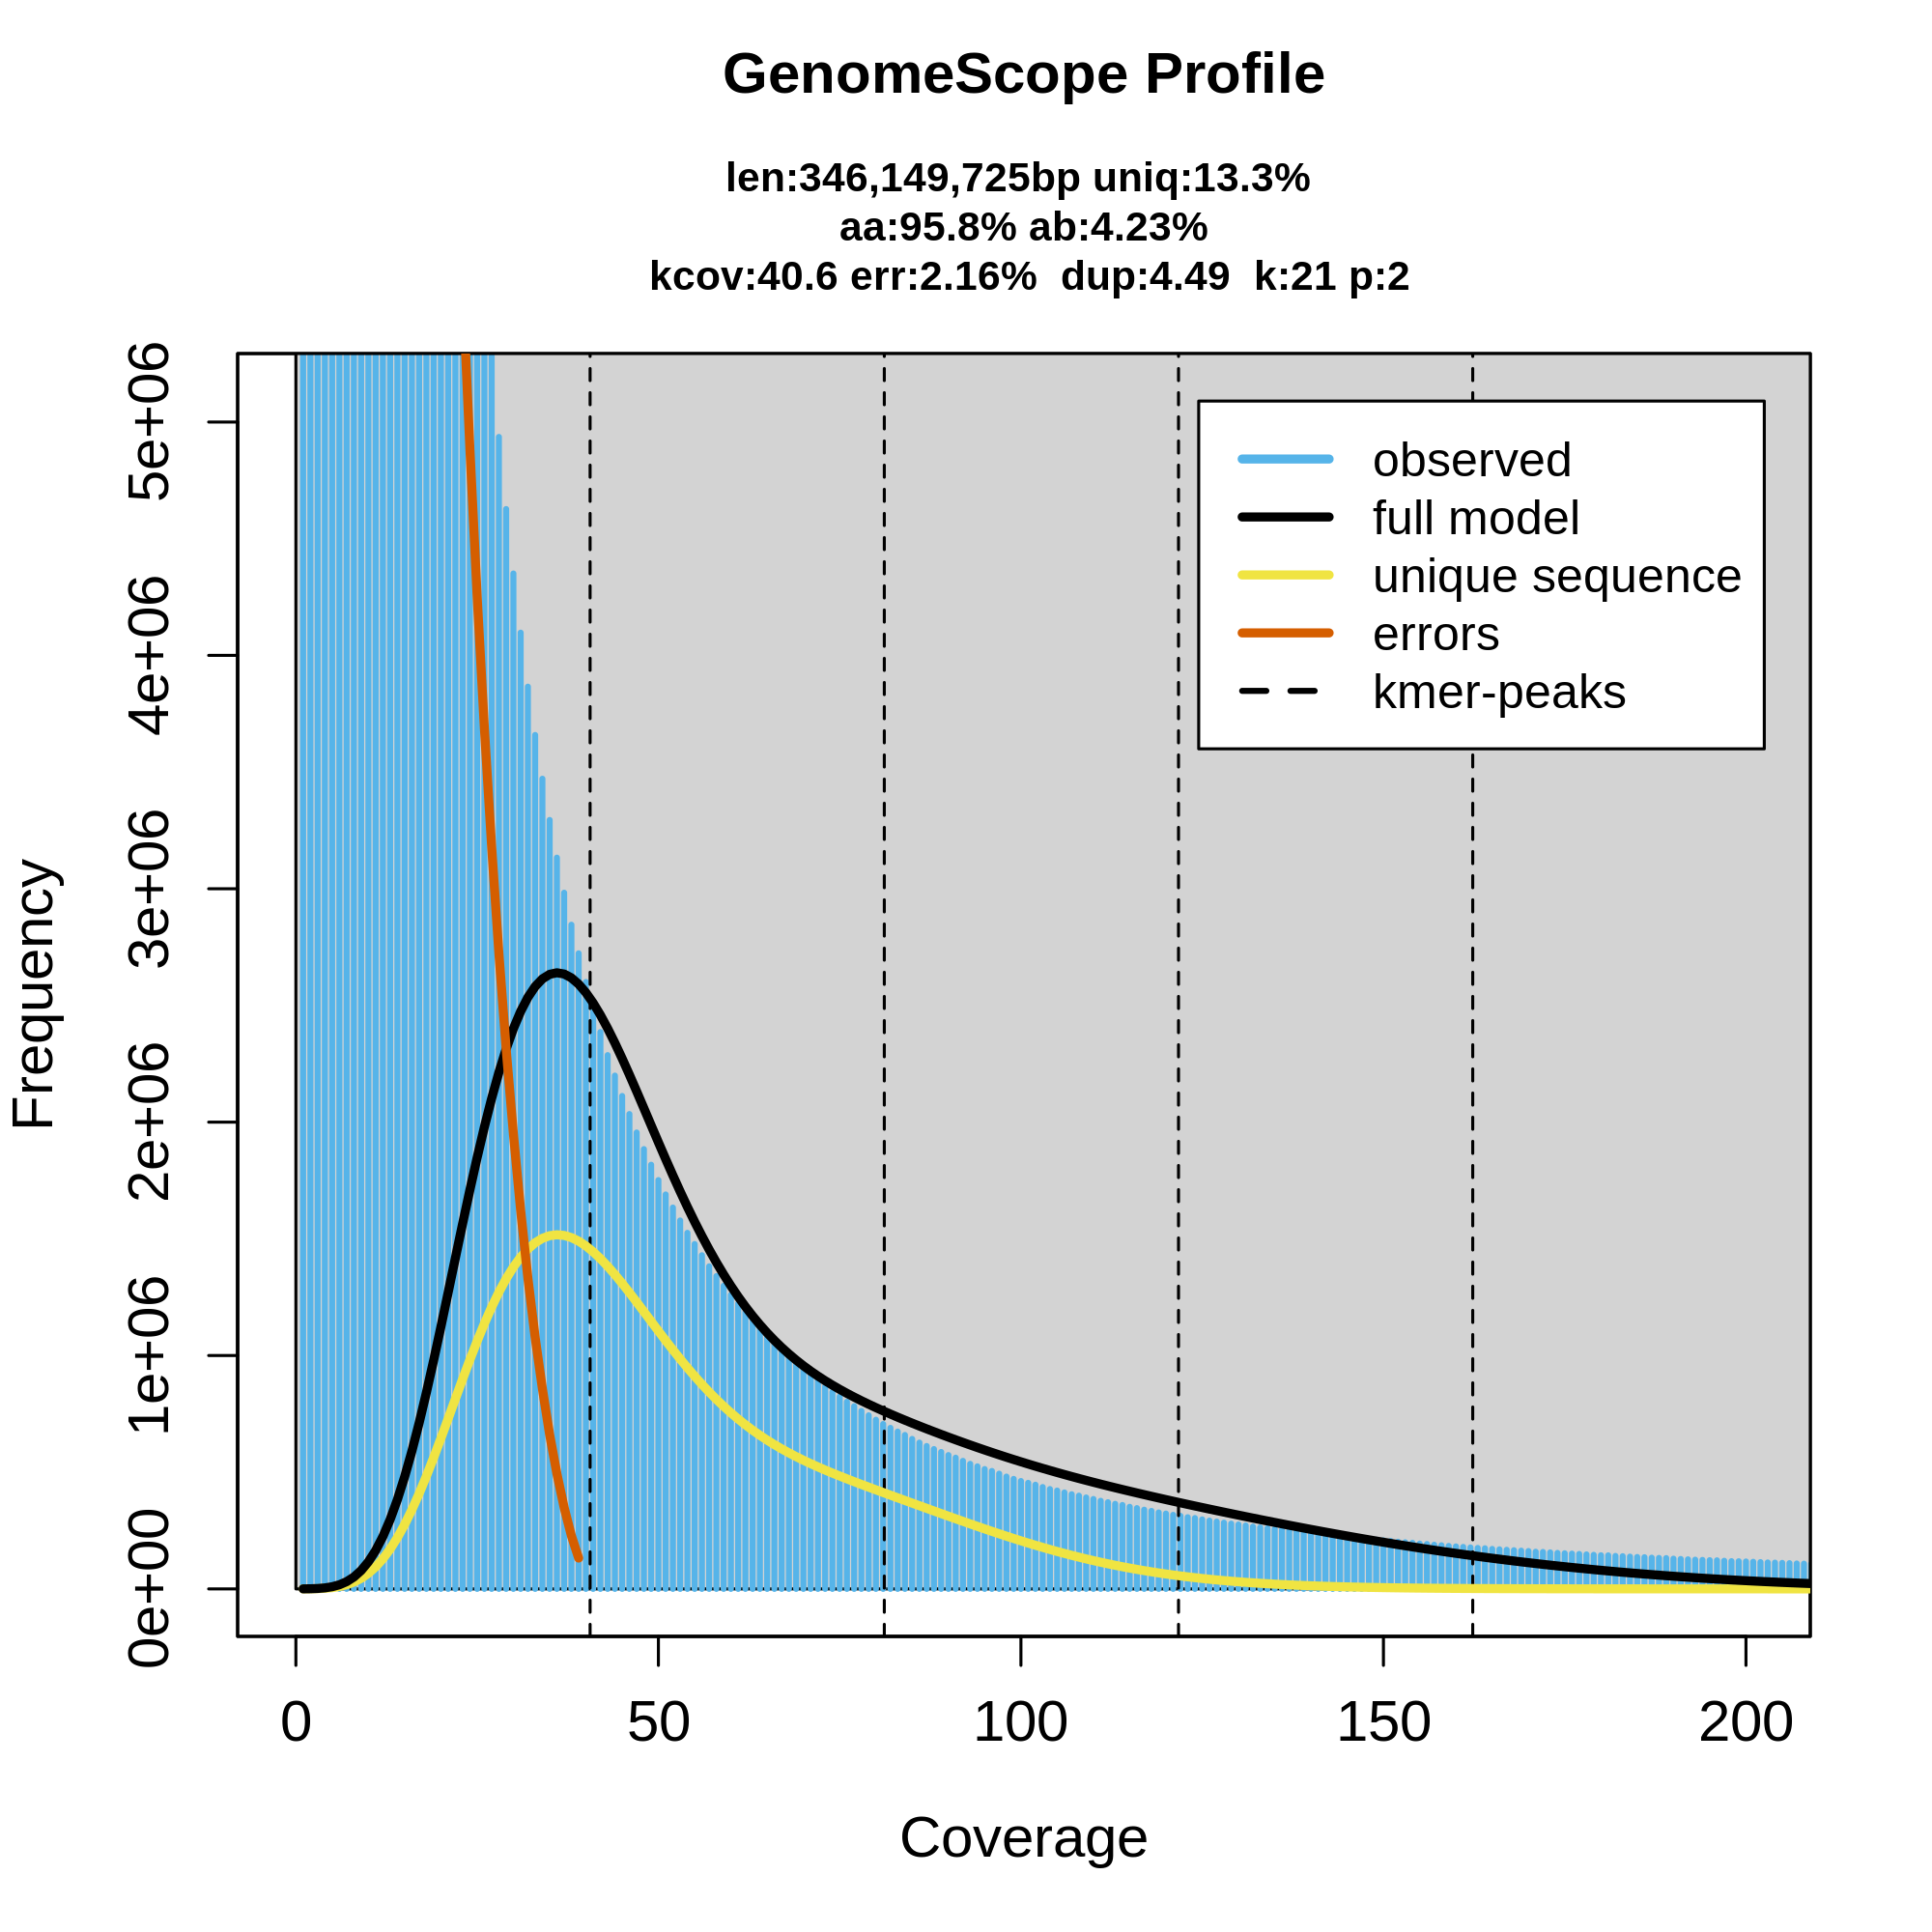 GenomeScope Profile
len:346,149,725bp uniq:13.3%
aa:95.8% ab:4.23%
kcov:40.6 err:2.16%  dup:4.49  k:21 p:2
observed
full model
unique sequence
errors
kmer-peaks
Frequency
5e+06
4e+06
3e+06
2e+06
1e+06
0e+00
0 50 100 150 200
Coverage